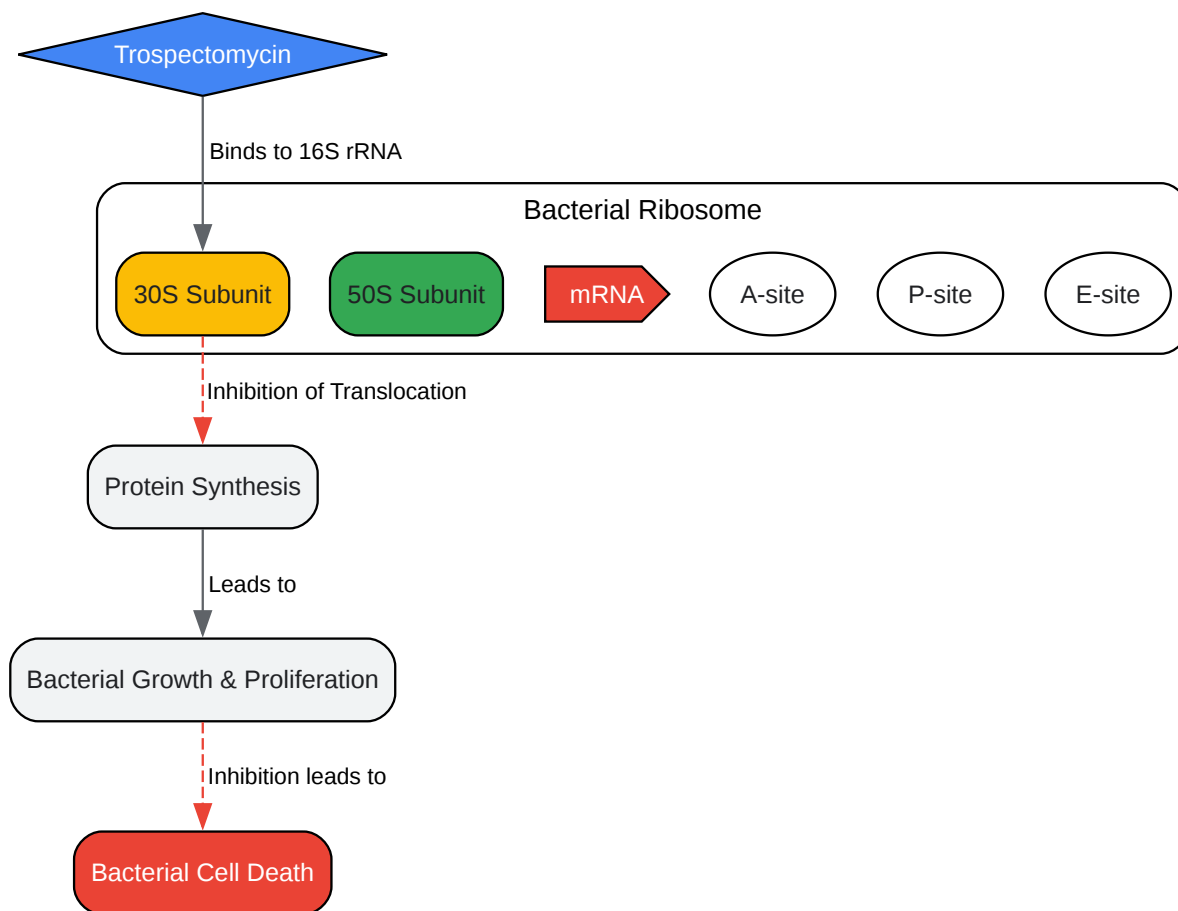 Trospectomycin
Binds to 16S rRNA
Bacterial Ribosome
30S Subunit
50S Subunit
mRNA
A-site
P-site
E-site
Inhibition of Translocation
Protein Synthesis
Leads to
Bacterial Growth & Proliferation
Inhibition leads to
Bacterial Cell Death